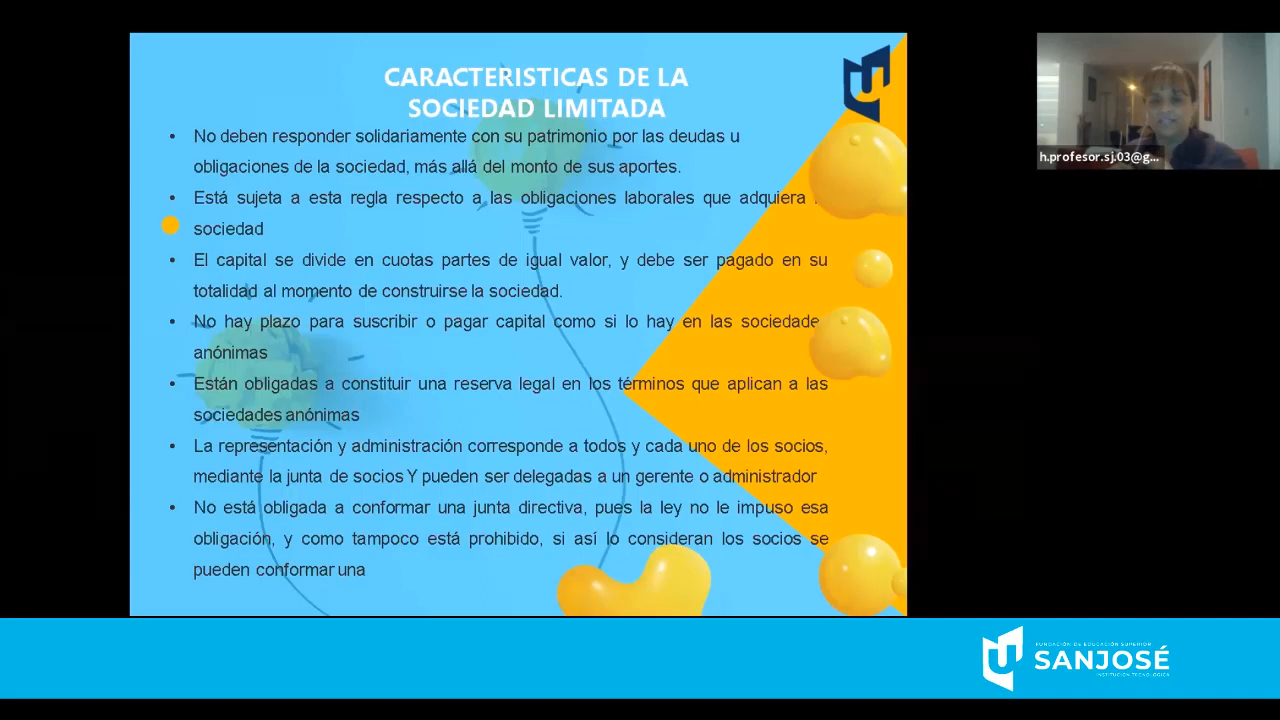 CARACTERISTICAS DE LA
SOCIEDAD LIMITADA
• No deben responder solidariamente con su patrimonio por las deudas u
obligaciones de la sociedad, más allá del monto de sus aportes.
• Está sujeta a esta regla respecto a las obligaciones laborales que adquiera
sociedad
• El capital se divide en cuotas partes de igual valor, y debe ser pagado en su
totalidad al momento de construirse la sociedad.
• No hay plazo para suscribir o pagar capital como si lo hay en las sociedade
anónimas
• Están obligadas a constituir una reserva legal en los términos que aplican a las
sociedades anónimas
• La representación y administración corresponde a todos y cada uno de los socios,
mediante la junta de socios Y pueden ser delegadas a un gerente o administrador
• No está obligada a conformar una junta directiva, pues la ley no le impuso esa
obligación, y como tampoco está prohibido, si así lo consideran los socios se
pueden conformar una
h.profesor.sj.03@g...
FUNDACIÓN DE EDUCACIÓN SUPERIOR
SANJOSÉ
INSTITUCIÓN TECNOLÓGICA